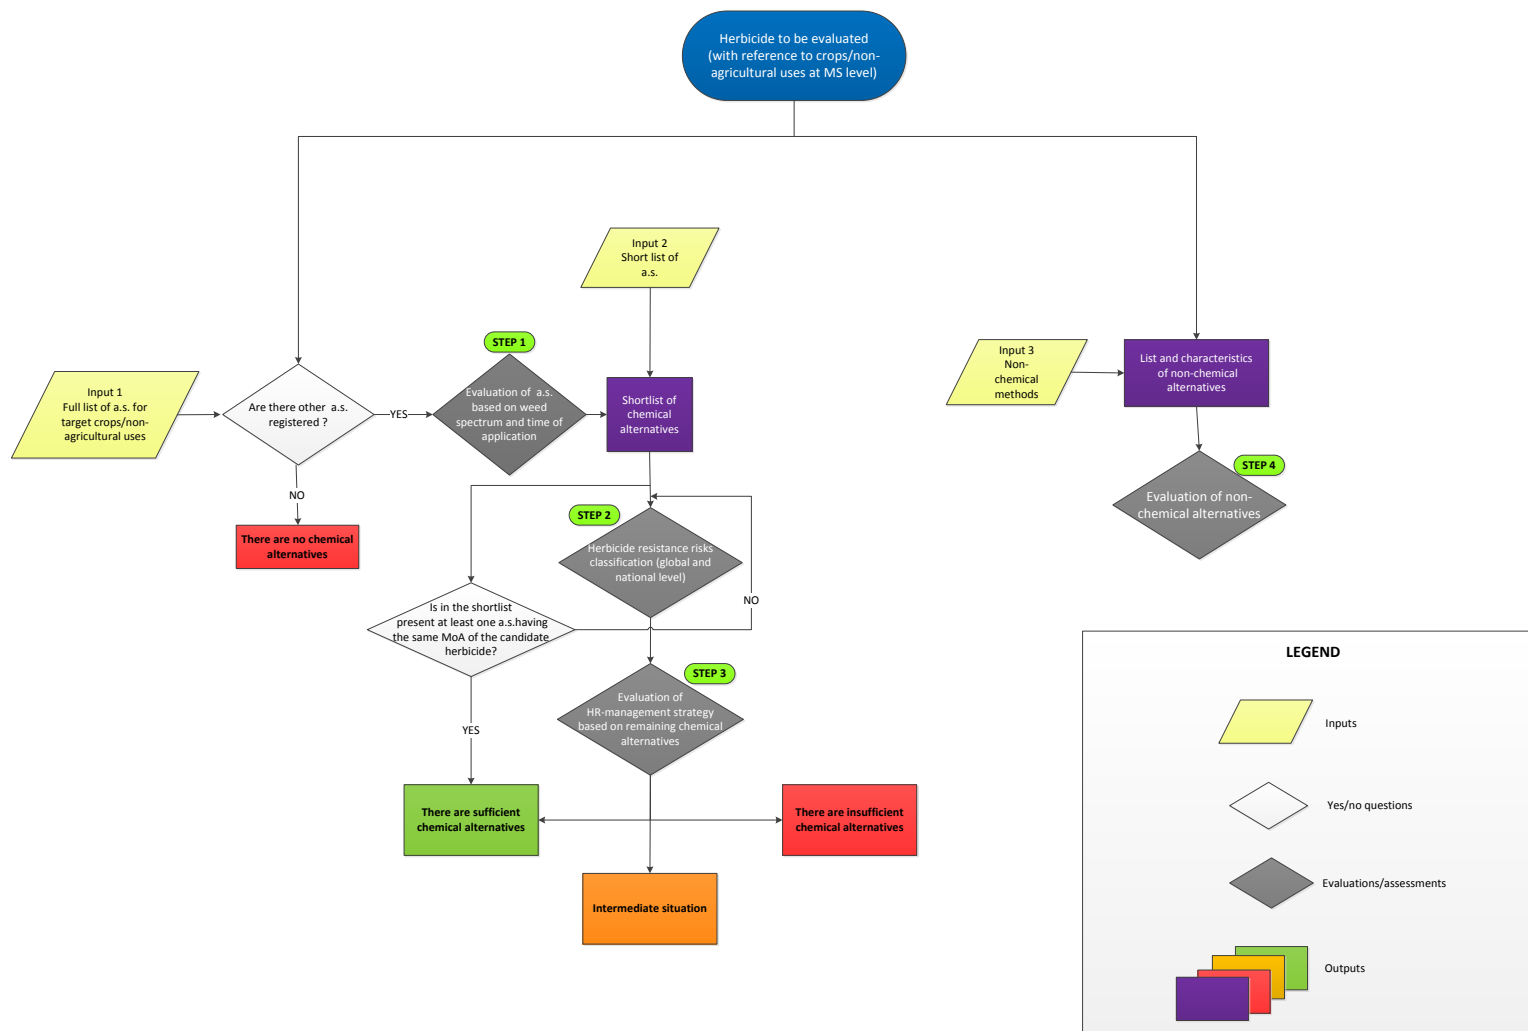 Herbicide to be evaluated
(with reference to crops/non-
agricultural uses at MS level)
Input 2
Short list of
a.s.
STEP 1
Input 1
Full list of a.s. for
target crops/non-
agricultural uses
Are there other  a.s.
registered ?
YES
Evaluation of  a.s.
based on weed
spectrum and time of
application
Shortlist of
chemical
alternatives
Input 3
Non-
chemical
methods
List and characteristics
of non-chemical
alternatives
STEP 4
Evaluation of non-
chemical alternatives
NO
There are no chemical
alternatives
STEP 2
Herbicide resistance risks
classification (global and
national level)
NO
Is in the shortlist
present at least one a.s.having
the same MoA of the candidate
herbicide?
STEP 3
Evaluation of
HR-management strategy
based on remaining chemical
alternatives
YES
There are sufficient
chemical alternatives
There are insufficient
chemical alternatives
Intermediate situation
LEGEND
Inputs
Yes/no questions
Evaluations/assessments
Outputs